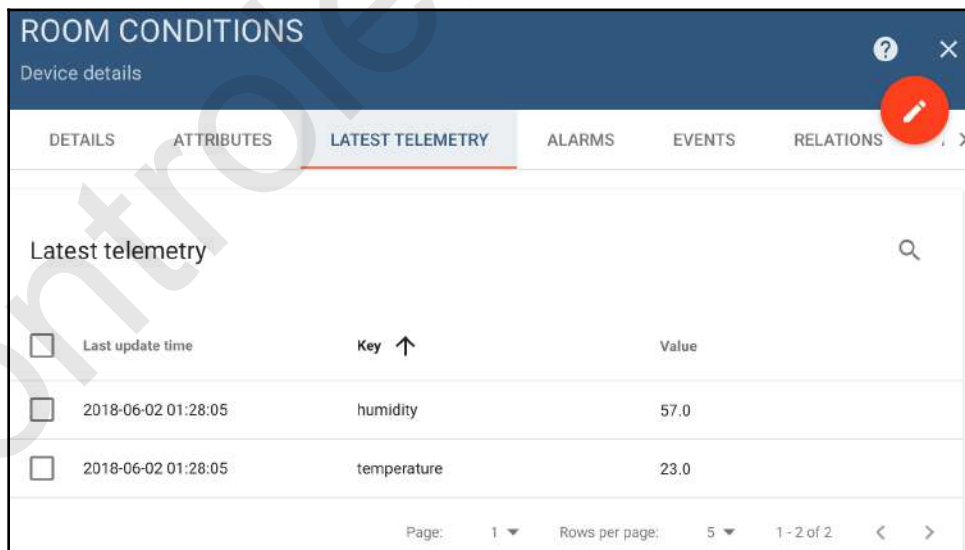 ROOM CONDITIONS
Device details
DETAILS ATTRIBUTES LATEST TELEMETRY ALARMS EVENTS RELATIONS
Latest telemetry
Last update time Key Value
2018-06-02 01:28:05 humidity 57.0
2018-06-02 01:28:05 temperature 23.0
Page: 1 Rows per page: 5 1 - 2 of 2